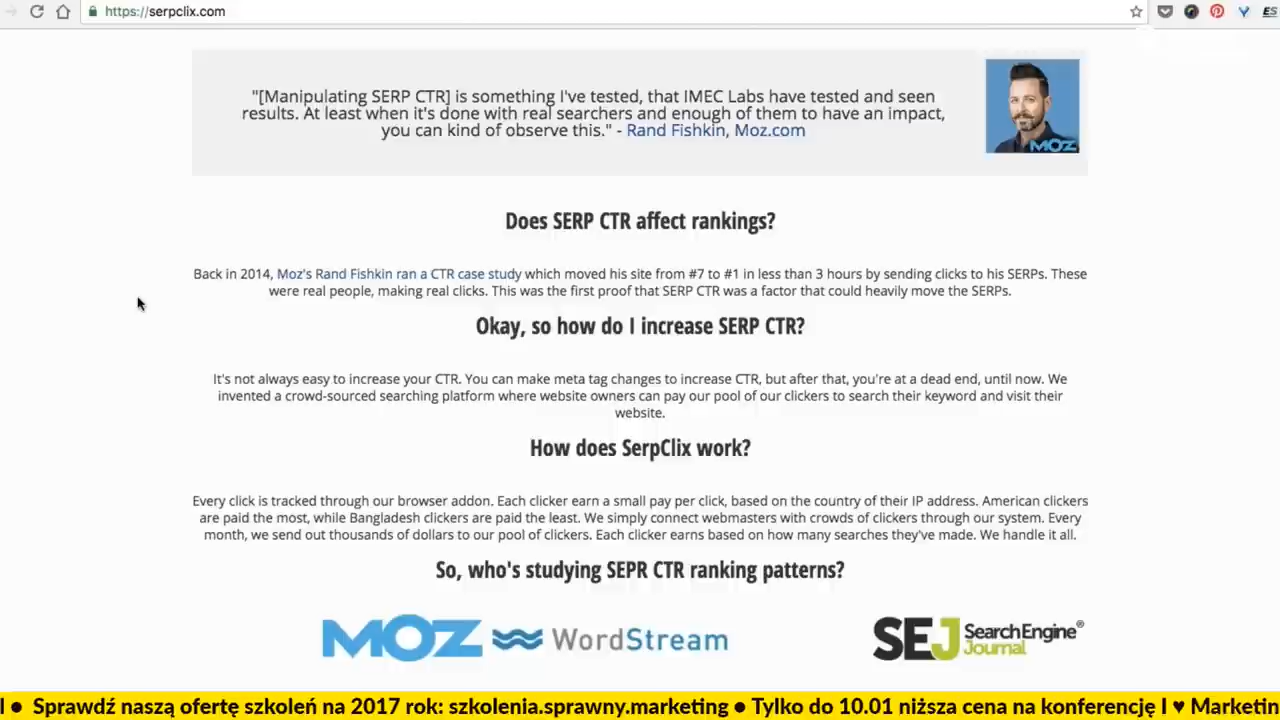 https://serpclix.com
ES
"[Manipulating SERP CTR] is something I've tested, that IMEC Labs have tested and seen
results. At least when it's done with real searchers and enough of them to have an impact,
you can kind of observe this." - Rand Fishkin, Moz.com
MOZ
Does SERP CTR affect rankings?
Back in 2014, Moz's Rand Fishkin ran a CTR case study which moved his site from #7 to #1 in less than 3 hours by sending clicks to his SERPs. These
were real people, making real clicks. This was the first proof that SERP CTR was a factor that could heavily move the SERPs.
Okay, so how do I increase SERP CTR?
It's not always easy to increase your CTR. You can make meta tag changes to increase CTR, but after that, you're at a dead end, until now. We
invented a crowd-sourced searching platform where website owners can pay our pool of our clickers to search their keyword and visit their
website.
How does SerpClix work?
Every click is tracked through our browser addon. Each clicker earn a small pay per click, based on the country of their IP address. American clickers
are paid the most, while Bangladesh clickers are paid the least. We simply connect webmasters with crowds of clickers through our system. Every
month, we send out thousands of dollars to our pool of clickers. Each clicker earns based on how many searches they've made. We handle it all.
So, who's studying SEPR CTR ranking patterns?
MOZ WordStream SEJ SearchEngine® Journal
l ● Sprawdź naszą ofertę szkoleń na 2017 rok: szkolenia.sprawny.marketing ● Tylko do 10.01 niższa cena na konferencję I ♥ Marketin